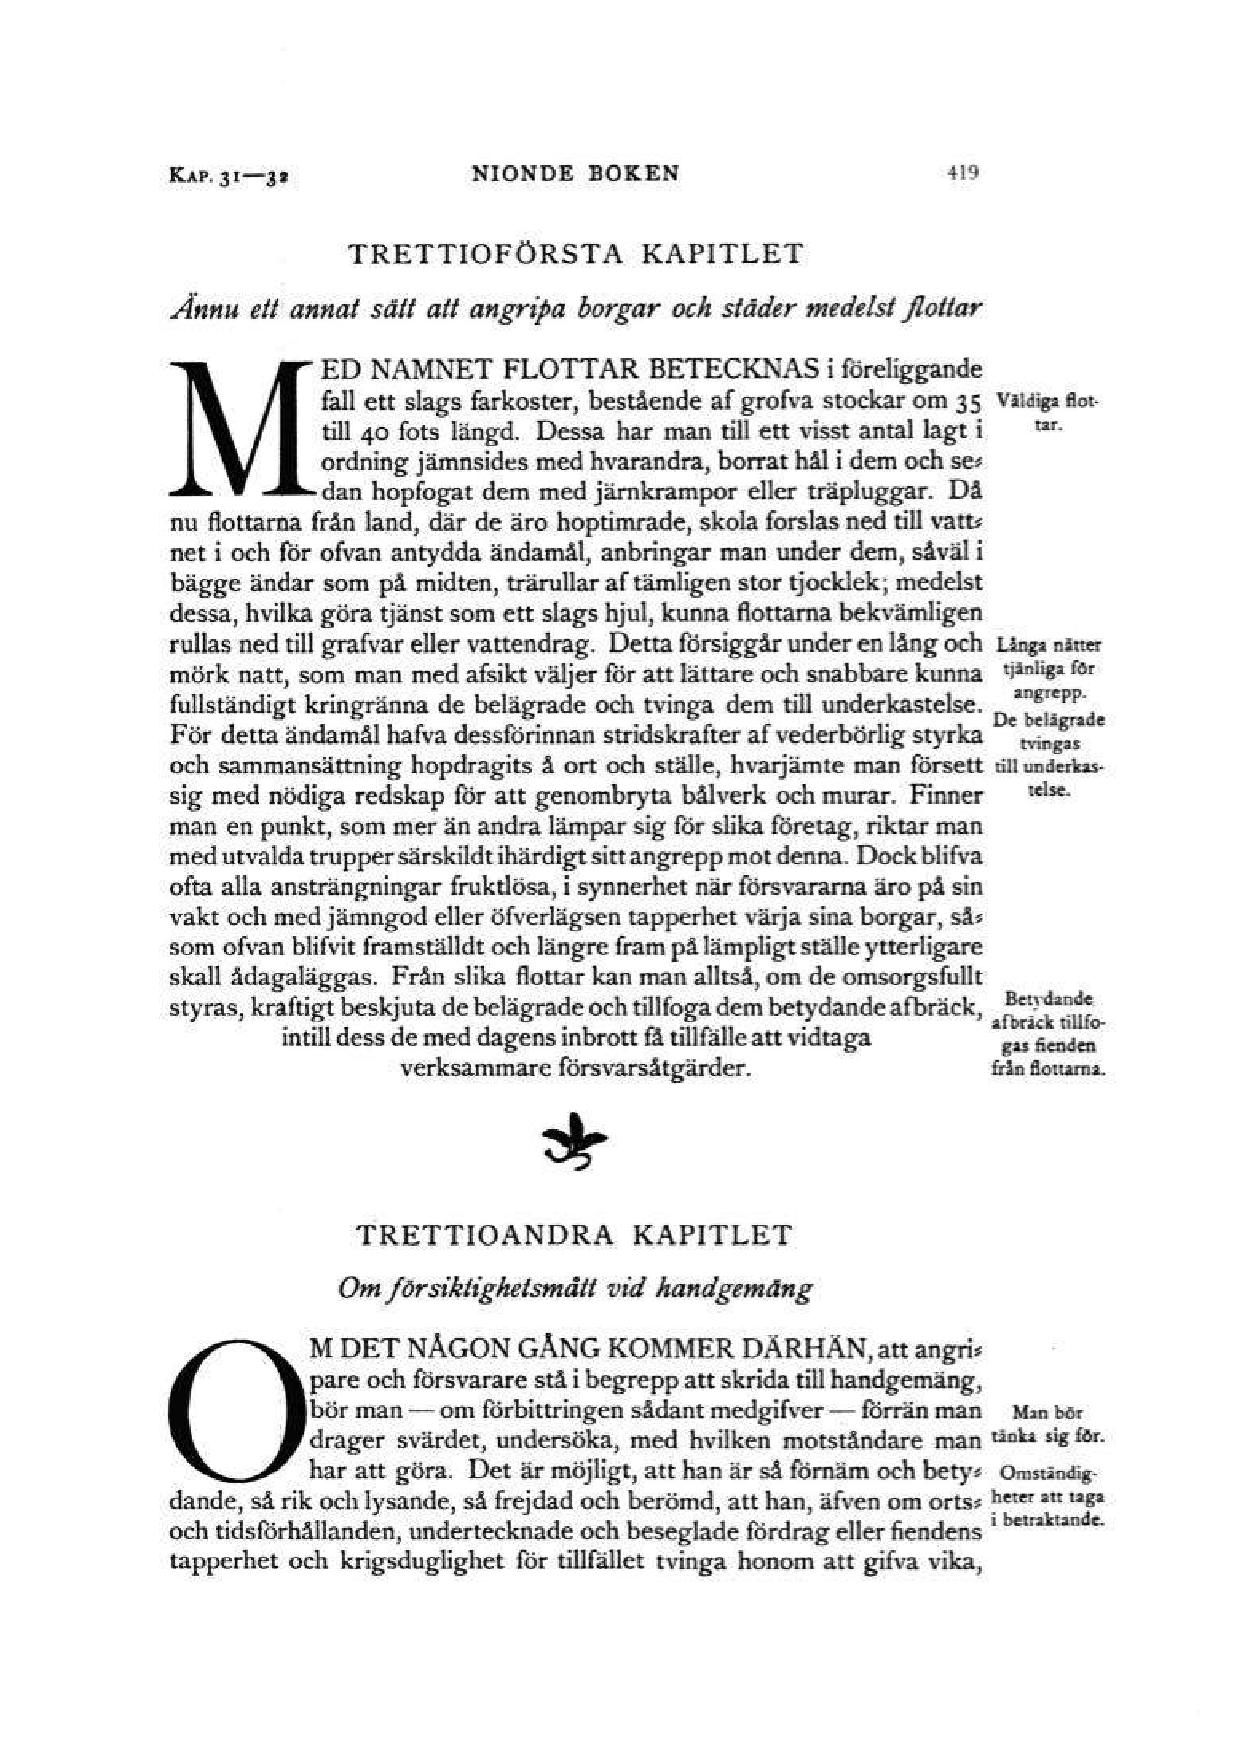 KAP. 31—32
NIONDE BOKEN
419
TRETTIOFÖRSTA KAPITLET
Ännu ett annat sätt att angripa borgar och städer medelst flottar
MED NAMNET FLOTTAR BETECKNAS i föreliggande
fall ett slags farkoster, bestående af grofva stockar om 35
till 40 fots längd. Dessa har man till ett visst antal lagt i
ordning jämnsides med hvarandra, borrat hål i dem och se-
dan hopfogat dem med järnkrampor eller träpluggar. Då
nu flottarna från land, där de äro hoptimrade, skola forslas ned till vatt-
net i och för ofvan antydda ändamål, anbringar man under dem, såväl i
bägge ändar som på midten, trärullar af tämligen stor tjocklek; medelst
dessa, hvilka göra tjänst som ett slags hjul, kunna flottarna bekvämligen
rullas ned till grafvar eller vattendrag. Detta försiggår under en lång och
mörk natt, som man med afsikt väljer för att lättare och snabbare kunna
fullständigt kringränna de belägrade och tvinga dem till underkastelse.
För detta ändamål hafva dessförinnan stridskrafter af vederbörlig styrka
och sammansättning hopdragits å ort och ställe, hvarjämte man försett
sig med nödiga redskap för att genombryta bålverk och murar. Finner
man en punkt, som mer än andra lämpar sig för slika företag, riktar man
med utvalda trupper särskildt ihärdigt sitt angrepp mot denna. Dock blifva
ofta alla ansträngningar fruktlösa, i synnerhet när försvararna äro på sin
vakt och med jämngod eller öfverlägsen tapperhet värja sina borgar, så-
som ofvan blifvit framställdt och längre fram på lämpligt ställe ytterligare
skall ådagaläggas. Från slika flottar kan man alltså, om de omsorgsfullt
styras, kraftigt beskjuta de belägrade och tillfoga dem betydande afbräck,
intill dess de med dagens inbrott få tillfälle att vidtaga
verksammare försvarsåtgärder.
Väldiga flot-
tar.
Långa nätter
tjänliga för
angrepp.
De belägrade
tvingas
till underkas-
telse.
Betydande
afbräck tillfo-
gas fienden
från flottarna.
TRETTIOANDRA KAPITLET
Om försiktighetsmått vid handgemäng
OM DET NÅGON GÅNG KOMMER DÄRHÄN, att angri-
pare och försvarare stå i begrepp att skrida till handgemäng,
bör man — om förbittringen sådant medgifver — förrän man
drager svärdet, undersöka, med hvilken motståndare man
har att göra. Det är möjligt, att han är så förnäm och bety-
dande, så rik och lysande, så frejdad och berömd, att han, äfven om orts-
och tidsförhållanden, undertecknade och beseglade fördrag eller fiendens
tapperhet och krigsduglighet för tillfället tvinga honom att gifva vika,
Man bör
tänka sig för.
Omständig-
heter att taga
i betraktande.